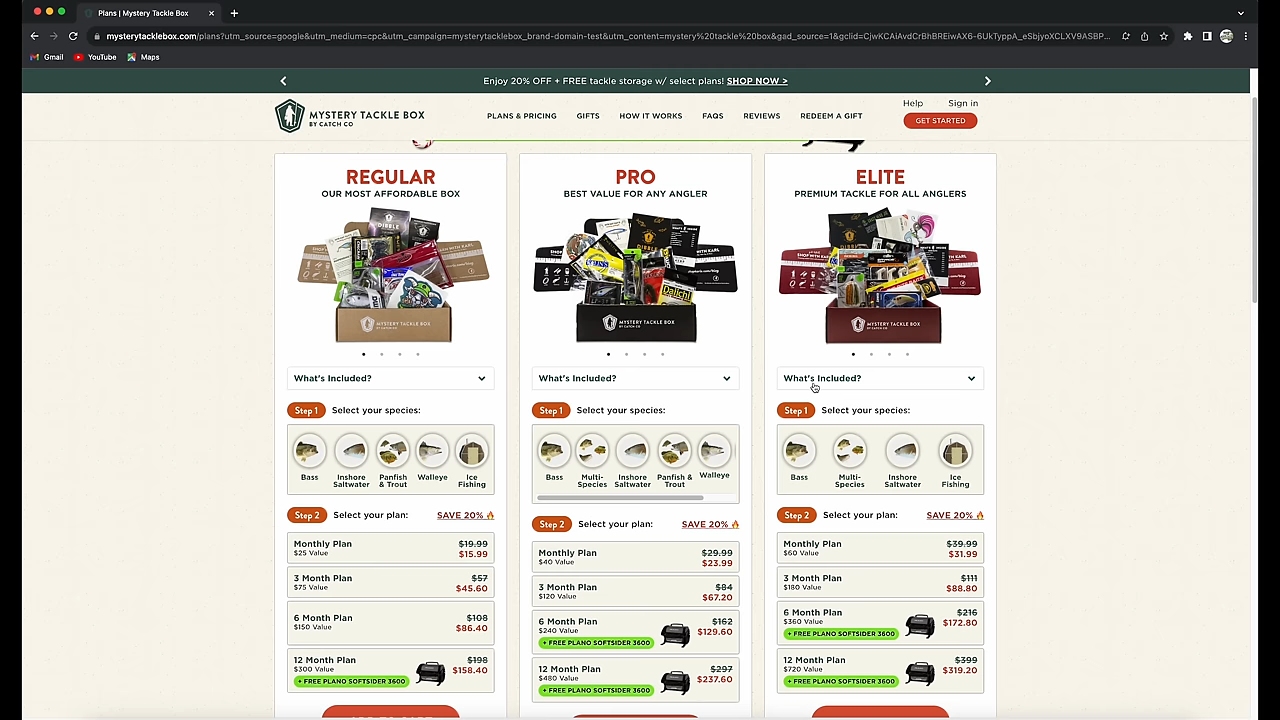 Plans | Mystery Tackle Box
mysterytacklebox.com/plans?utm_source=google&utm_medium=cpc&utm_campaign=mysterytacklebox_brand-domain-test&utm_content=mystery%20tackle%20box&gad_source=1&gclid=CjwKCAiAvdCrBhBREiwAX6-6UkTyppA_eSbjyoXCLXV9ASBP...
Gmail YouTube Maps
Enjoy 20% OFF + FREE tackle storage w/ select plans! SHOP NOW >
MYSTERY TACKLE BOX
BY CATCH CO
PLANS & PRICING GIFTS HOW IT WORKS FAQS REVIEWS REDEEM A GIFT
Help Sign in
GET STARTED
REGULAR
OUR MOST AFFORDABLE BOX
MYSTERY TACKLE BOX
What's Included?
Step 1 Select your species:
Bass
Inshore Saltwater
Panfish & Trout
Walleye
Ice Fishing
Step 2 Select your plan: SAVE 20%
Monthly Plan $19.99
$25 Value $15.99
3 Month Plan $57
$75 Value $45.60
6 Month Plan $108
$150 Value $86.40
12 Month Plan $198
$300 Value $158.40
+ FREE PLANO SOFTSIDER 3600
PRO
BEST VALUE FOR ANY ANGLER
MYSTERY TACKLE BOX
What's Included?
Step 1 Select your species:
Bass
Multi-Species
Inshore Saltwater
Panfish & Trout
Walleye
Step 2 Select your plan: SAVE 20%
Monthly Plan $29.99
$40 Value $23.99
3 Month Plan $84
$120 Value $67.20
6 Month Plan $162
$240 Value $129.60
+ FREE PLANO SOFTSIDER 3600
12 Month Plan $297
$480 Value $237.60
+ FREE PLANO SOFTSIDER 3600
ELITE
PREMIUM TACKLE FOR ALL ANGLERS
MYSTERY TACKLE BOX
What's Included?
Step 1 Select your species:
Bass
Multi-Species
Inshore Saltwater
Ice Fishing
Step 2 Select your plan: SAVE 20%
Monthly Plan $39.99
$60 Value $31.99
3 Month Plan $111
$180 Value $88.80
6 Month Plan $216
$360 Value $172.80
+ FREE PLANO SOFTSIDER 3600
12 Month Plan $399
$720 Value $319.20
+ FREE PLANO SOFTSIDER 3600